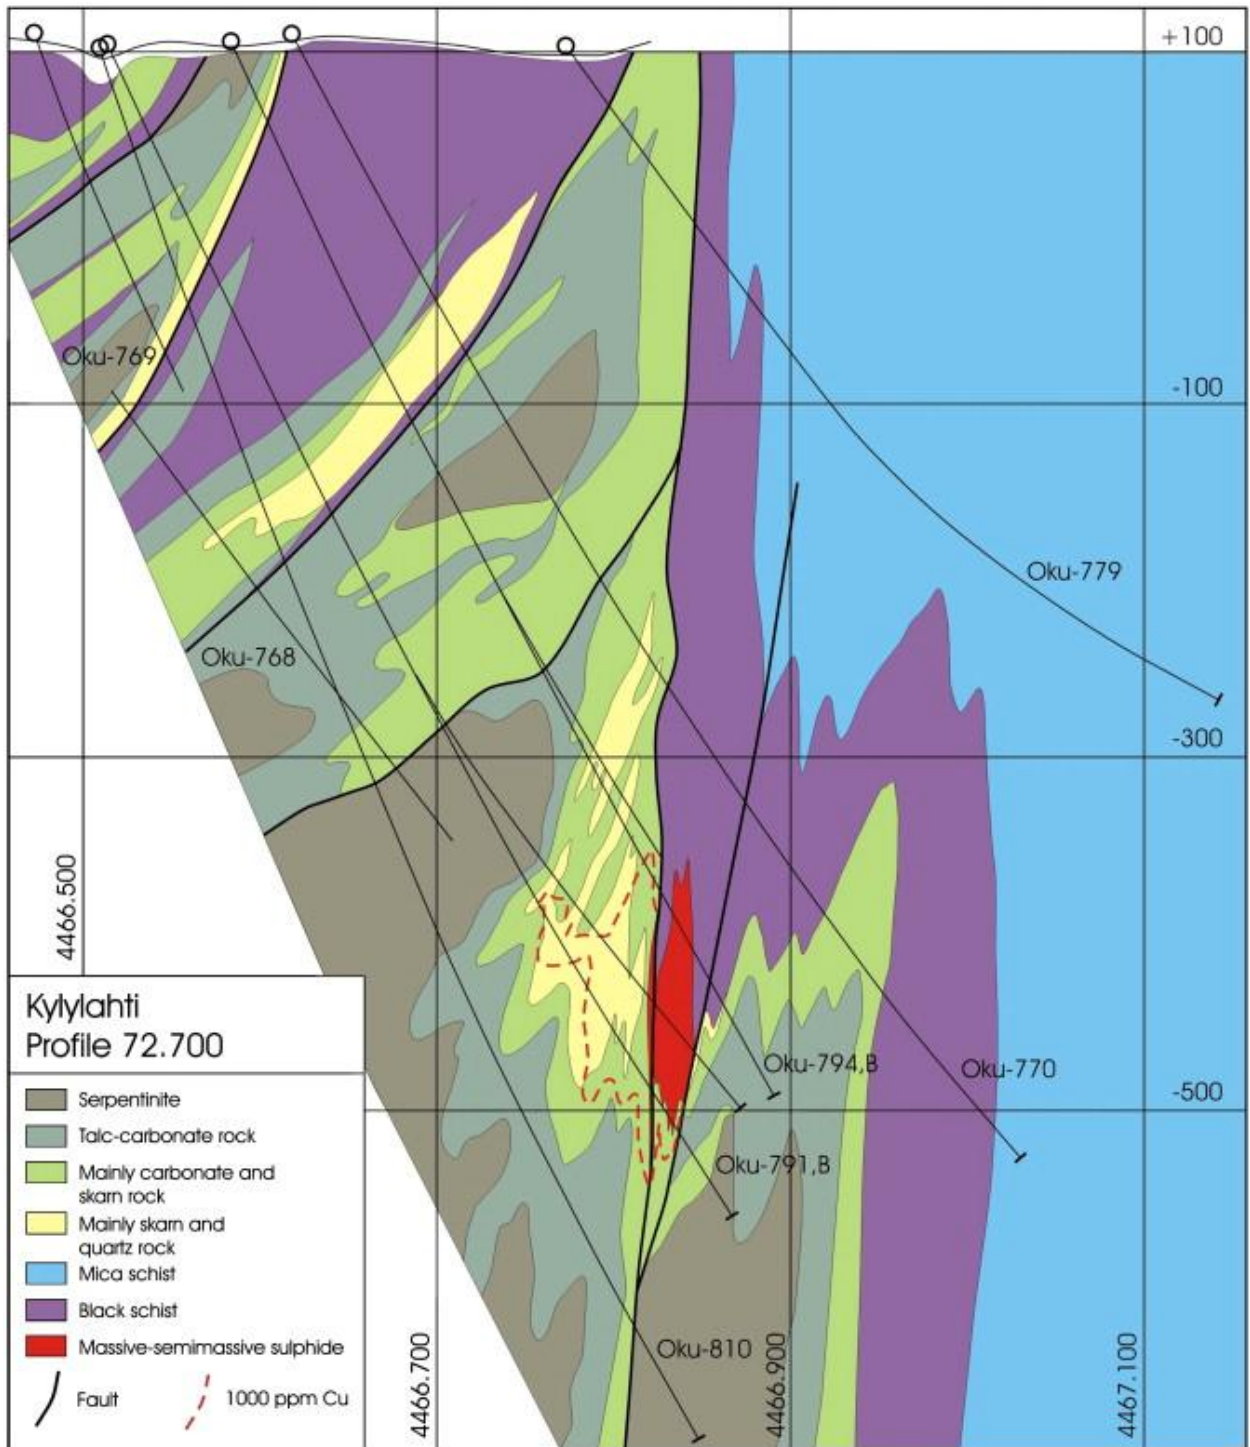 +100
Oku-769
-100
Oku-779
Oku-768
-300
4466.500
Kylylahti
Profile 72.700
Oku-794,B
Oku-770
-500
Serpentinite
Talc-carbonate rock
Oku-791,B
Mainly carbonate and
skarn rock
Mainly skarn and
quartz rock
Mica schist
Black schist
Massive-semimassive sulphide
Fault
1000 ppm Cu
4466.700
Oku-810
4466.900
4467.100